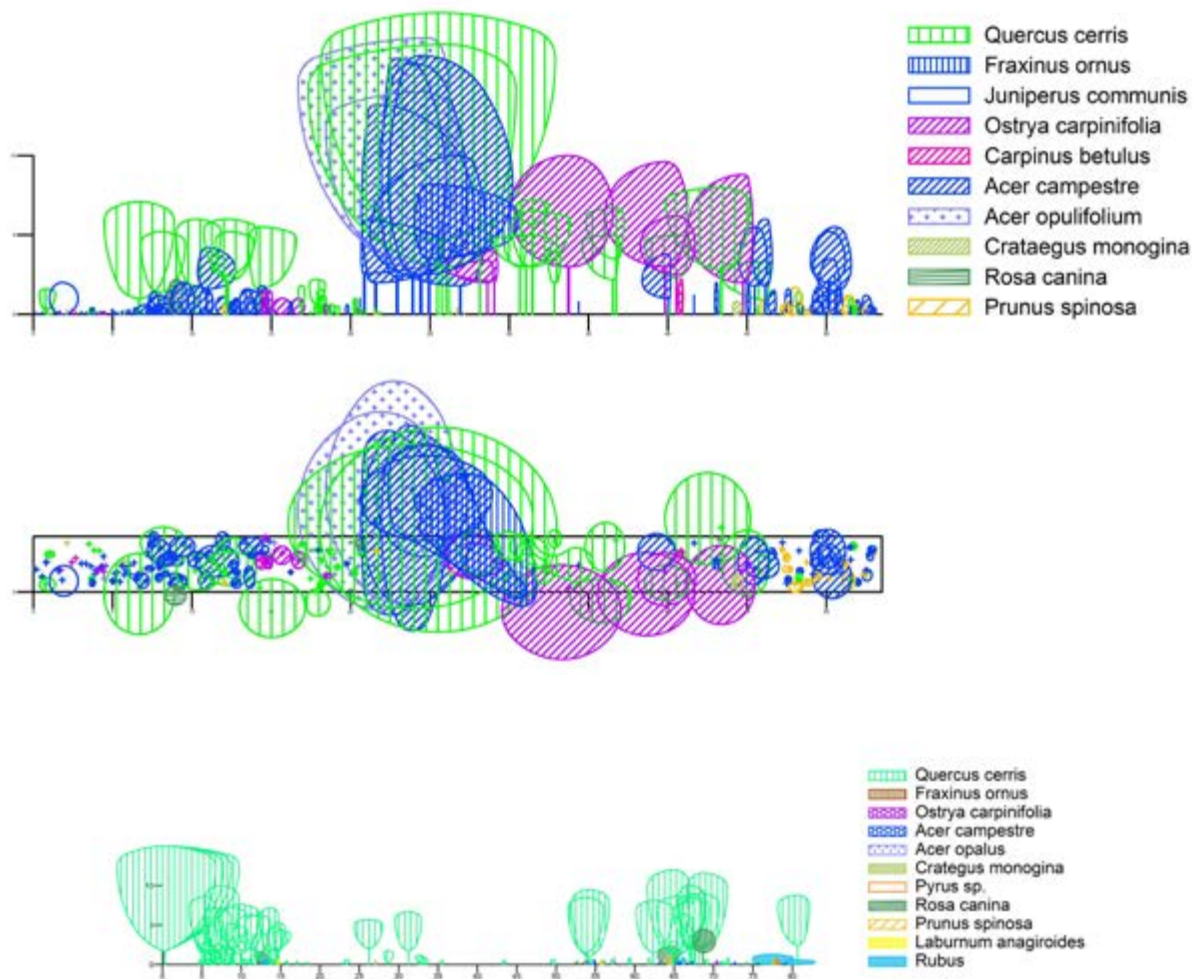 Quercus cerris
Fraxinus ornus
Juniperus communis
Ostrya carpinifolia
Carpinus betulus
Acer campestre
Acer opulifolium
Crataegus monogina
Rosa canina
Prunus spinosa
Quercus cerris
Fraxinus ornus
Ostrya carpinifolia
Acer campestre
Acer opalus
Crategus monogina
Pyrus sp.
Rosa canina
Prunus spinosa
Laburnum anagiroides
Rubus